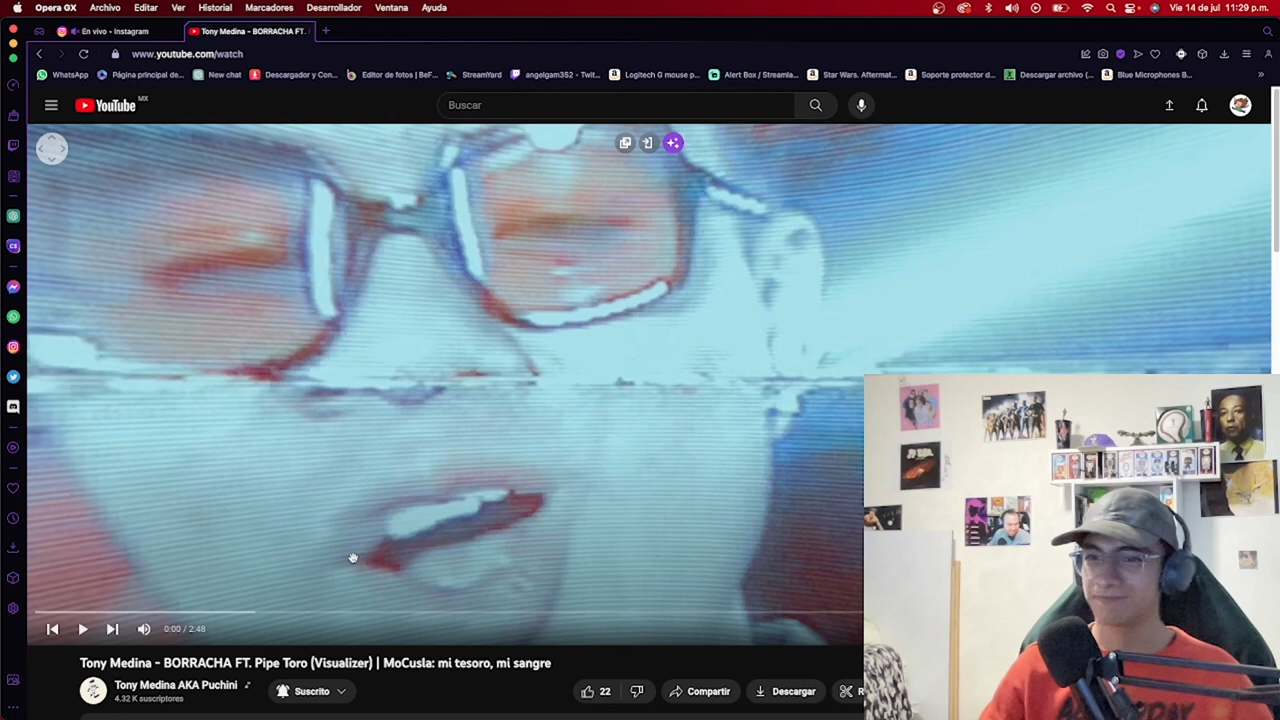 Opera GX Archivo Editar Ver Historial Marcadores Desarrollador Ventana Ayuda Vie 14 de jul 11:29 p.m.
En vivo - Instagram Tony Medina - BORRACHA FT.
www.youtube.com/watch
WhatsApp Página principal de... New chat Descargador y Con... Editor de fotos | BeF... StreamYard angelgam352 - Twit... Logitech G mouse p... Alert Box / Streamla... Star Wars. Aftermat... Soporte protector d... Descargar archivo (... Blue Microphones B...
YouTube MX
Buscar
0:00 / 2:48
Tony Medina - BORRACHA FT. Pipe Toro (Visualizer) | MoCusla: mi tesoro, mi sangre
Tony Medina AKA Puchini
4.32 K suscriptores
Suscrito
22
Compartir
Descargar
R